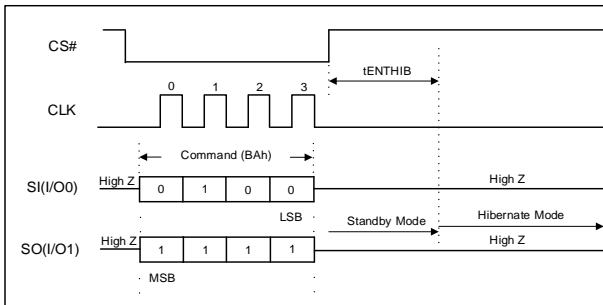 CS#
tENTHIB
0 1 2 3
CLK
Command (BAh)
High Z High Z
SI(I/O0) 0 1 0 0
LSB Standby Mode Hibernate Mode
High Z High Z
SO(I/O1) 1 1 1 1
MSB